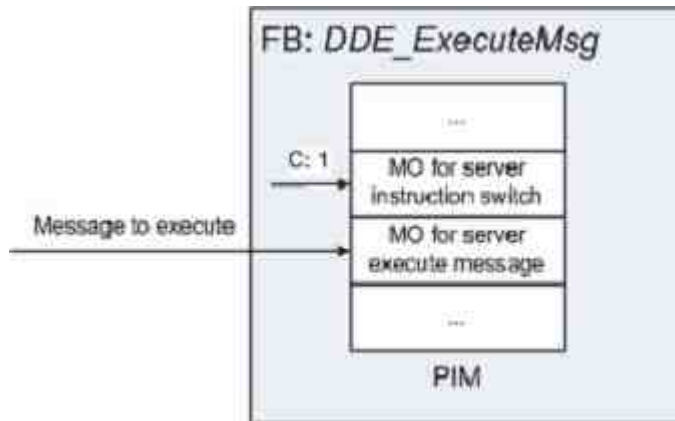 FB: DDE_ExecuteMsg
...
C: 1
MO for server
instruction switch
Message to execute
MO for server
execute message
...
PIM